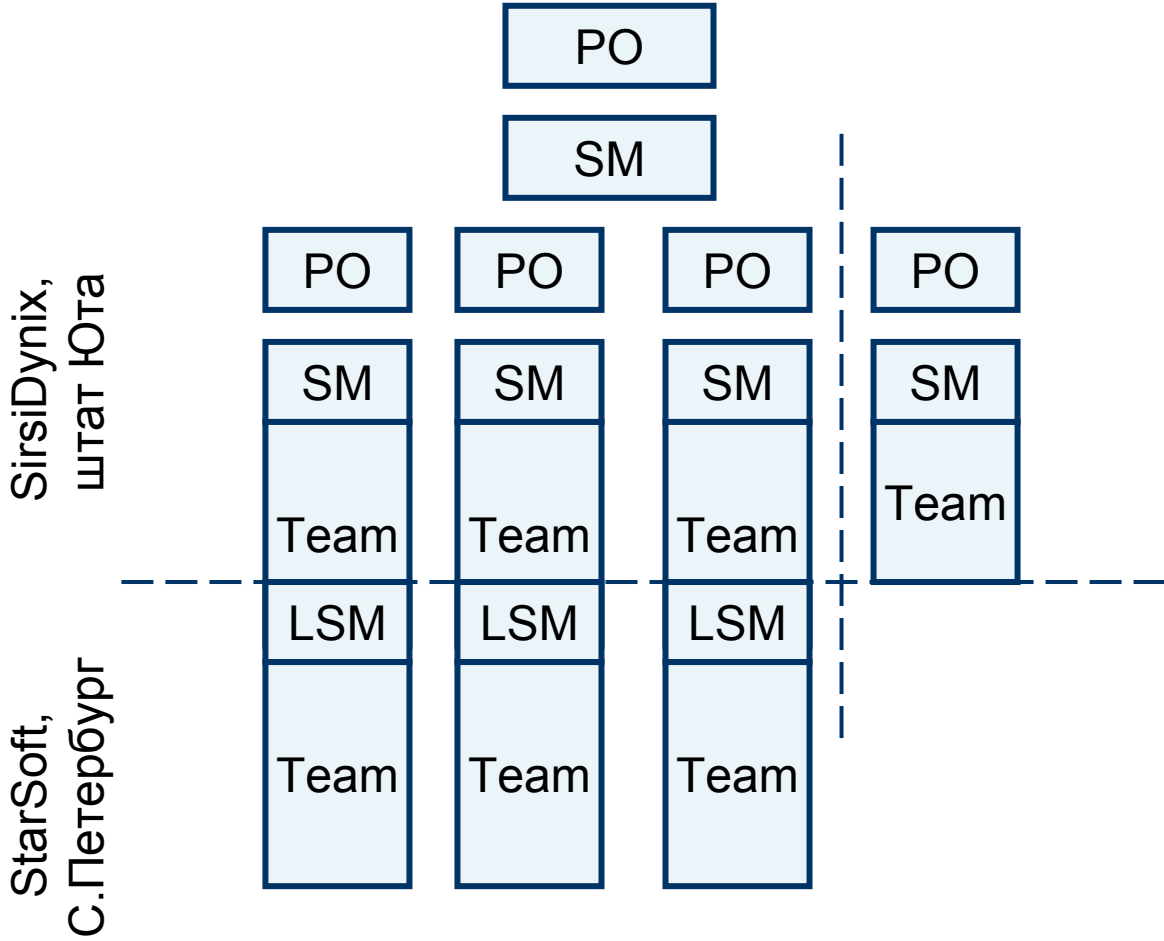 PO
SM
PO PO PO PO
SM SM SM SM
Team Team Team Team
LSM LSM LSM
Team Team Team
SirsiDynix,
штат Юта
StarSoft,
С.Петербург